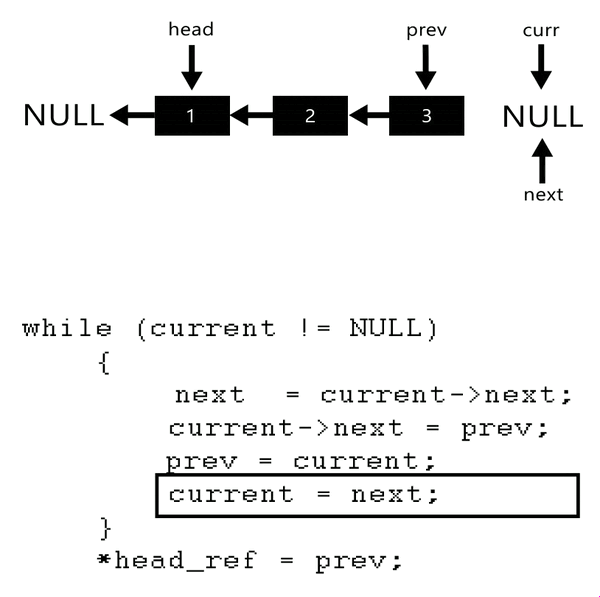 head prev curr
NULL 1 2 3 NULL
next
while (current != NULL)
{
next = current->next;
current->next = prev;
prev = current;
current = next;
}
*head_ref = prev;